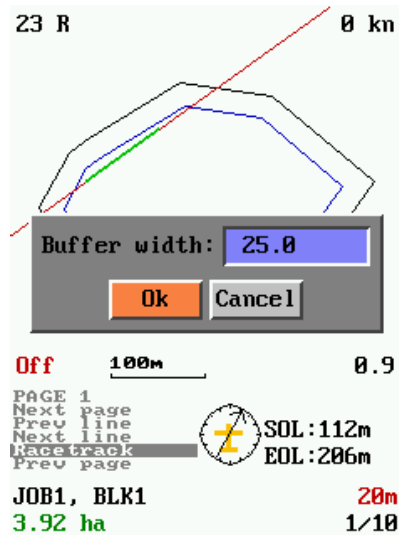 23 R 0 kn
Buffer width: 25.0
Ok Cancel
Off 100m 0.9
PAGE 1
Next page
Prev line
Next line
Racetrack
Prev page
SOL:112m
EOL:206m
JOB1, BLK1 20m
3.92 ha 1/10